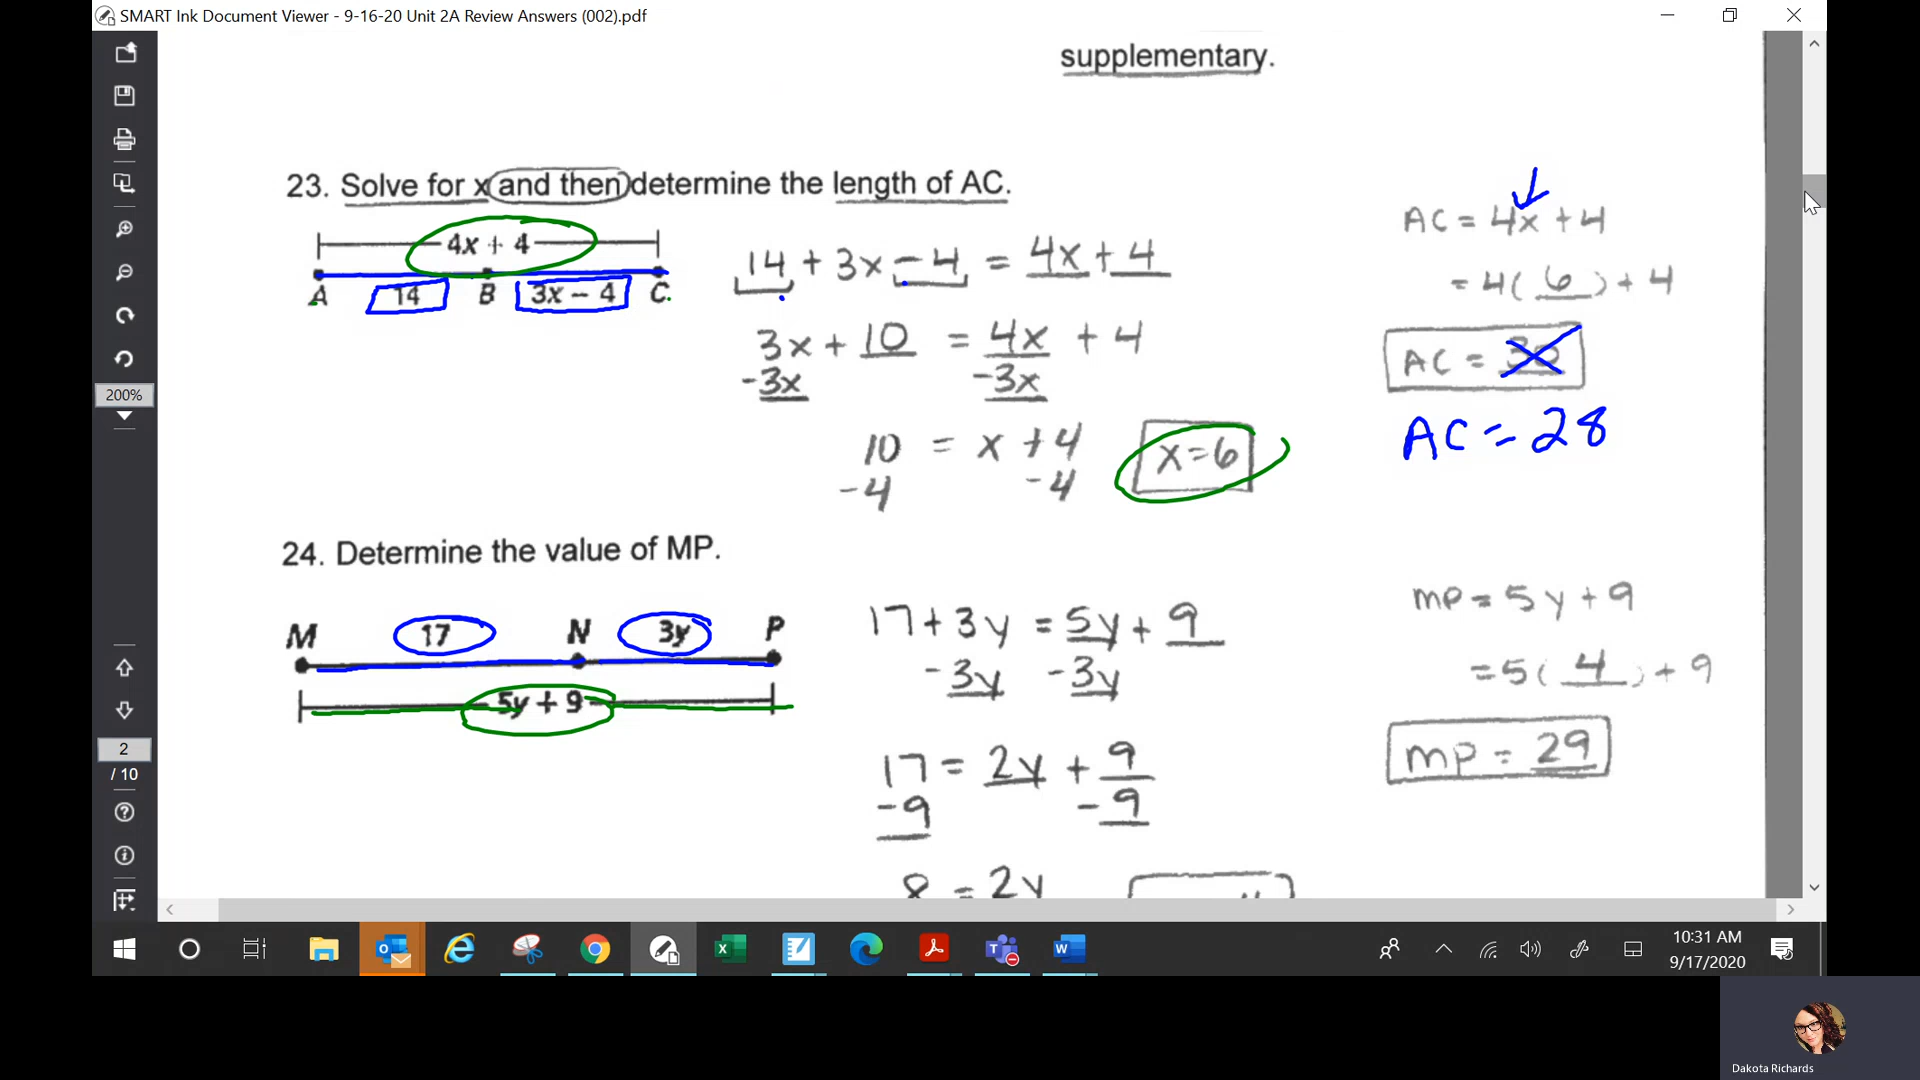 SMART Ink Document Viewer - 9-16-20 Unit 2A Review Answers (002).pdf
supplementary.
23. Solve for x and then determine the length of AC.
4x + 4
A 14 B 3x - 4 C
14 + 3x - 4 = 4x + 4
3x + 10 = 4x + 4
-3x -3x
10 = x + 4
-4 -4
x = 6
AC = 4x + 4
= 4( 6 ) + 4
AC =
AC = 28
24. Determine the value of MP.
M 17 N 3y P
5y + 9
17 + 3y = 5y + 9
-3y -3y
17 = 2y + 9
-9 -9
8 = 2y
MP = 5y + 9
= 5( 4 ) + 9
MP = 29
200%
2
/ 10
10:31 AM
9/17/2020
Dakota Richards